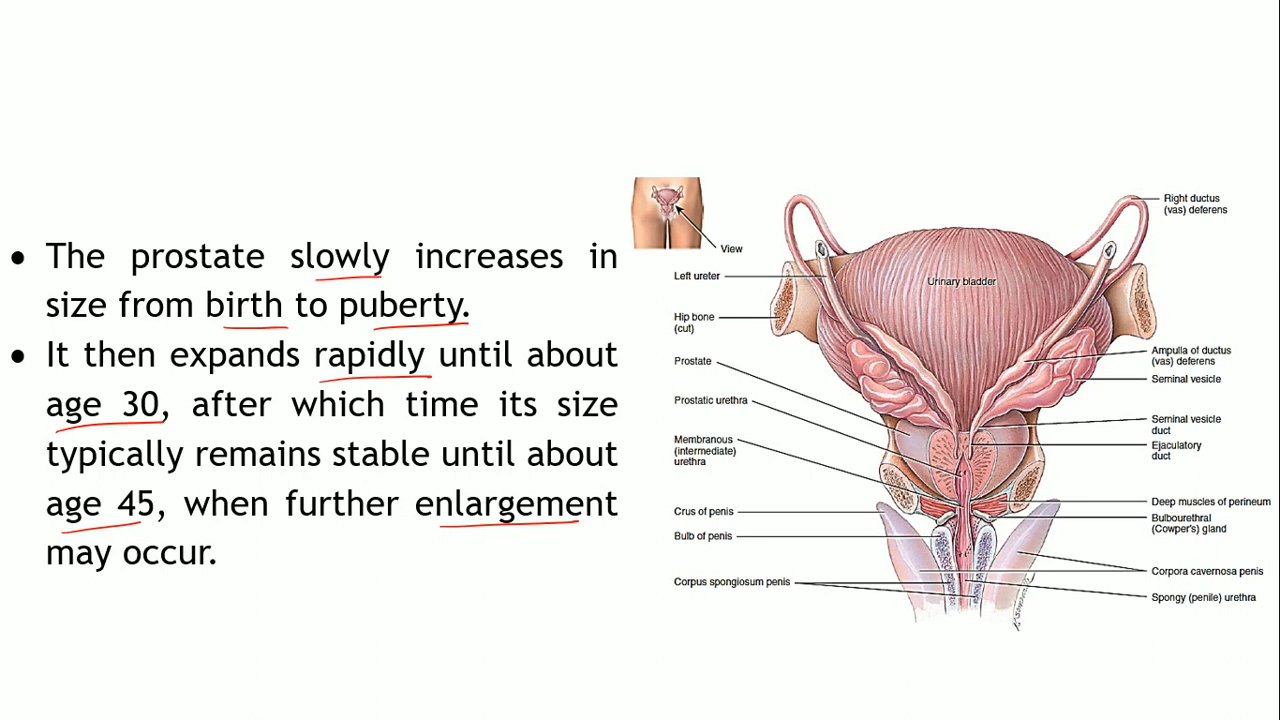 • The prostate slowly increases in
size from birth to puberty.
• It then expands rapidly until about
age 30, after which time its size
typically remains stable until about
age 45, when further enlargement
may occur.
View
Left ureter
Hip bone
(cut)
Prostate
Prostatic urethra
Membranous
(intermediate)
urethra
Crus of penis
Bulb of penis
Corpus spongiosum penis
Urinary bladder
Right ductus
(vas) deferens
Ampulla of ductus
(vas) deferens
Seminal vesicle
Seminal vesicle
duct
Ejaculatory
duct
Deep muscles of perineum
Bulbourethral
(Cowper's) gland
Corpora cavernosa penis
Spongy (penile) urethra